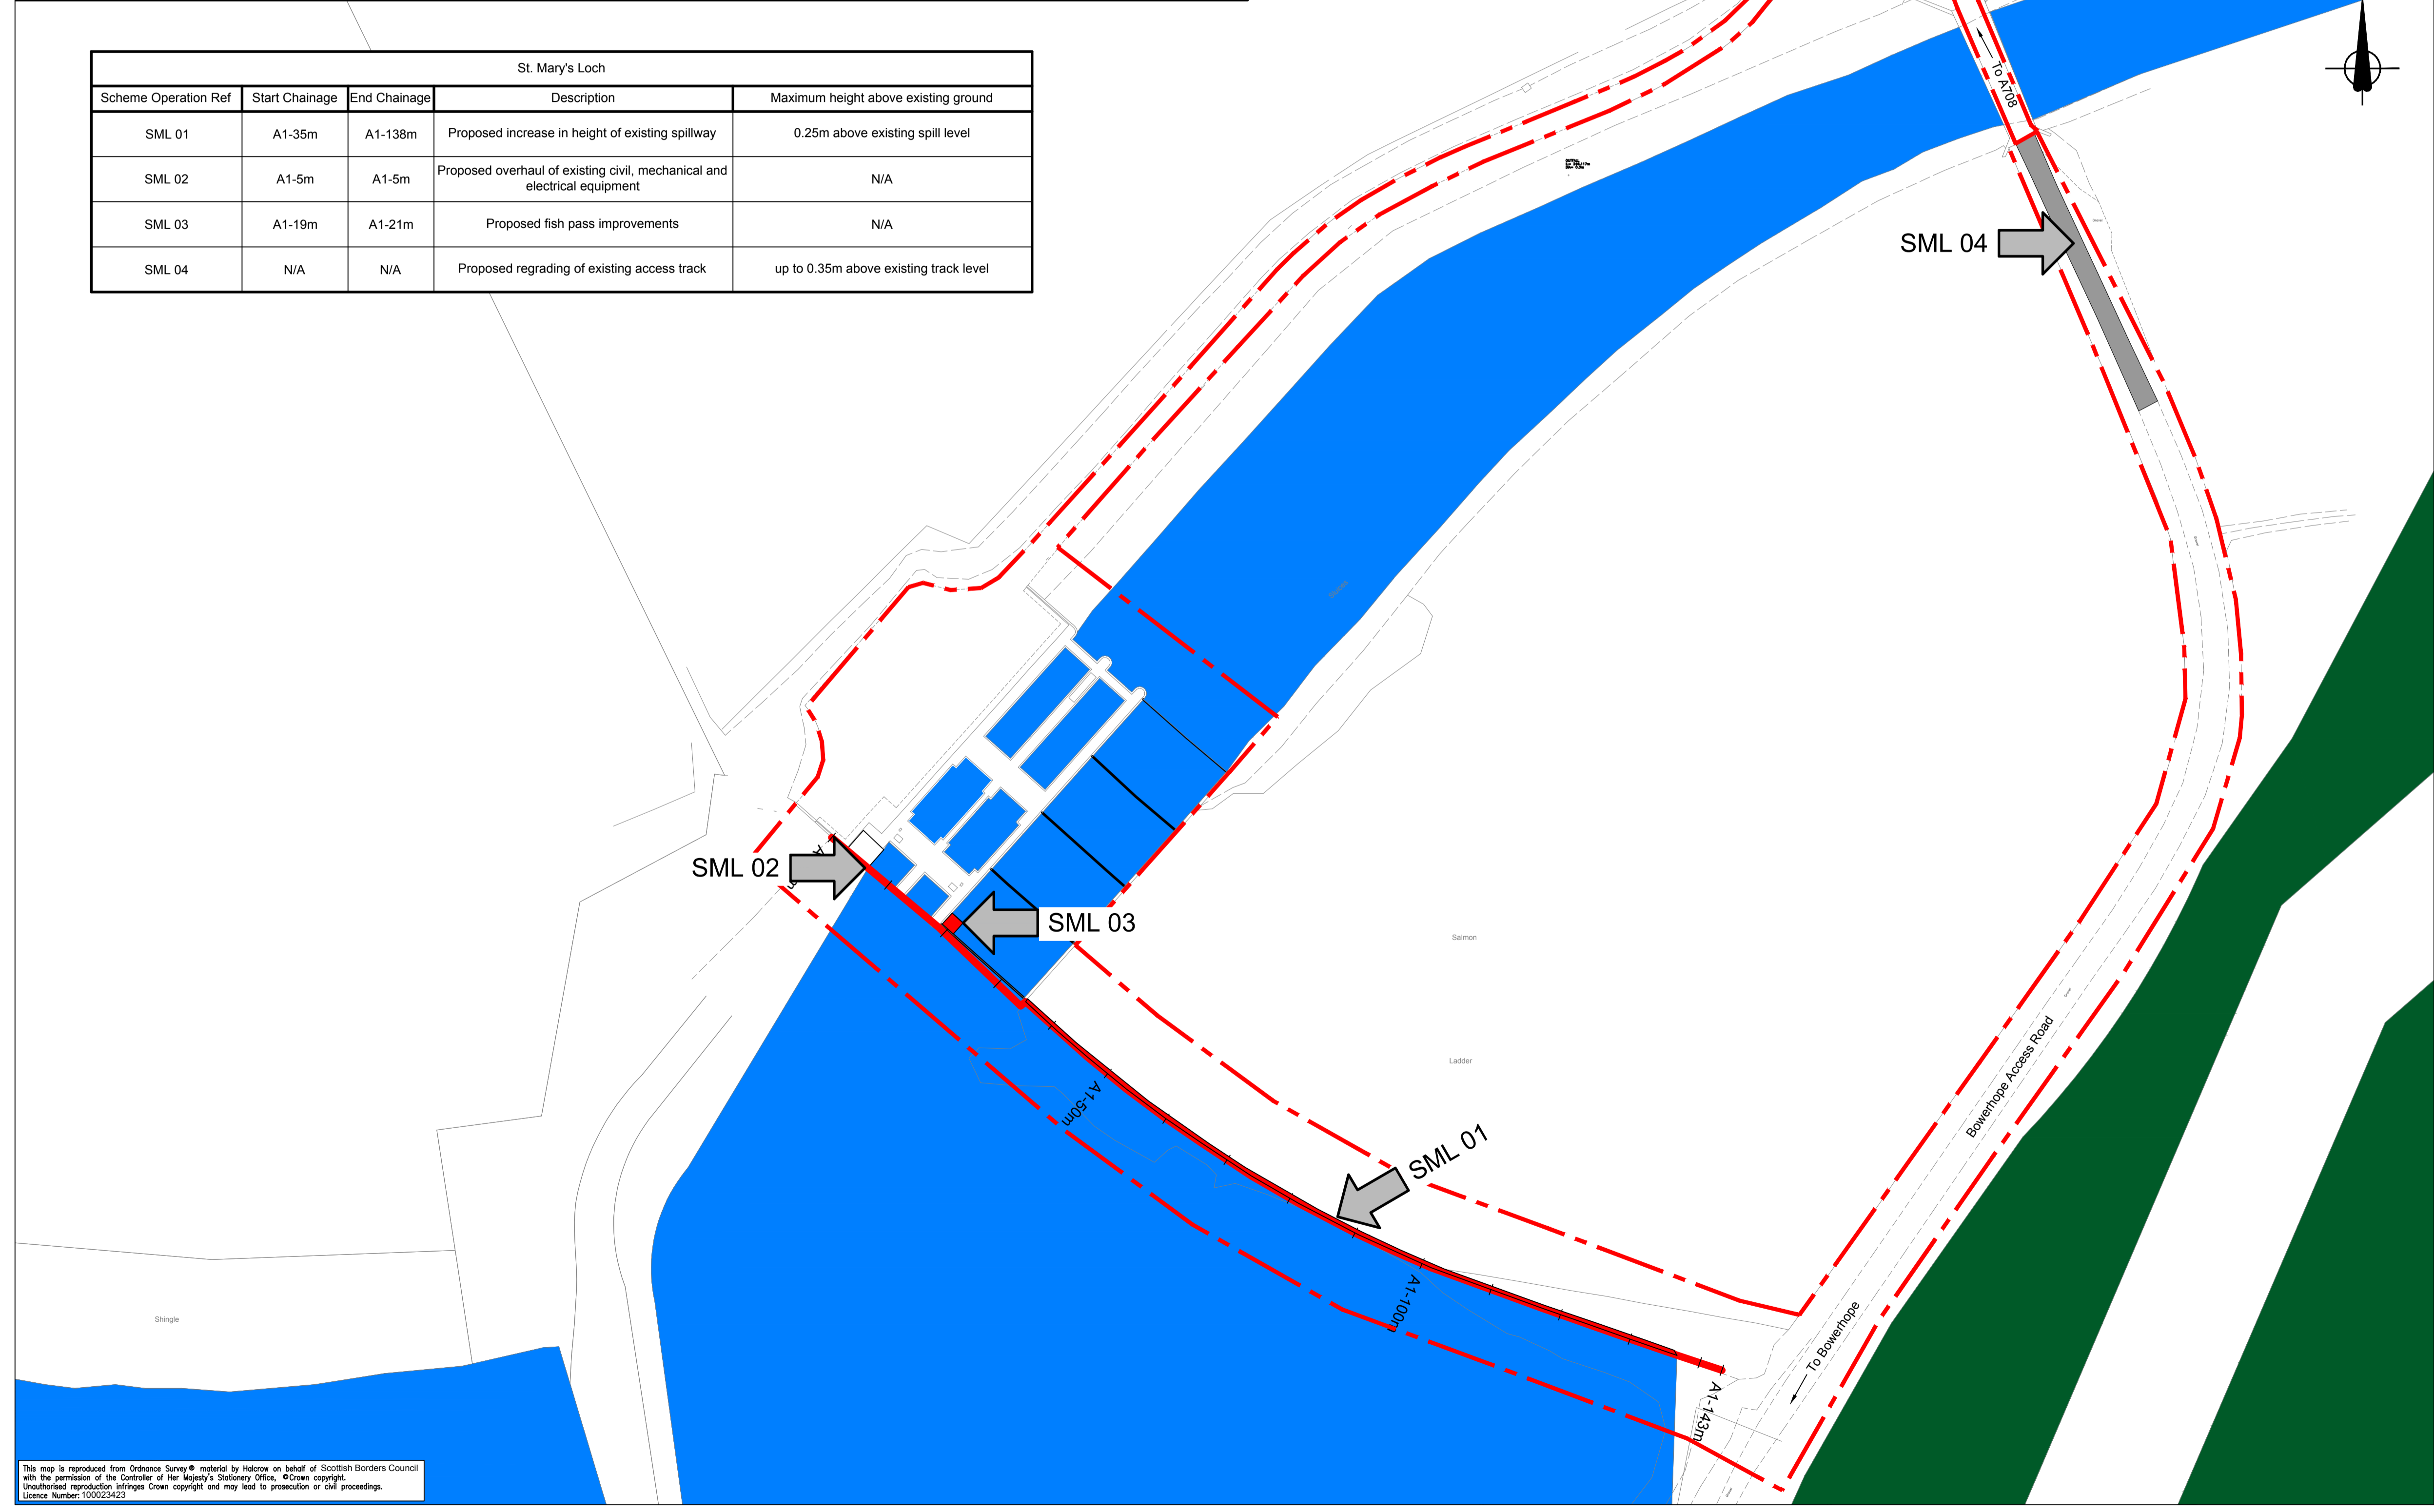 St. Mary's Loch
Scheme Operation Ref Start Chainage End Chainage Description Maximum height above existing ground
SML 01 A1-35m A1-138m Proposed increase in height of existing spillway 0.25m above existing spill level
SML 02 A1-5m A1-5m Proposed overhaul of existing civil, mechanical and
electrical equipment N/A
SML 03 A1-19m A1-21m Proposed fish pass improvements N/A
SML 04 N/A N/A Proposed regrading of existing access track up to 0.35m above existing track level
To A708
OUTFALL
SML 04
Gravel
SML 02
SML 03
Salmon
Ladder
Bowerhope Access Road
A1-50m
SML 01
A1-100m
To Bowerhope
A1-143m
Shingle
This map is reproduced from Ordnance Survey © material by Halcrow on behalf of Scottish Borders Council
with the permission of the Controller of Her Majesty's Stationery Office, ©Crown copyright.
Unauthorised reproduction infringes Crown copyright and may lead to prosecution or civil proceedings.
Licence Number: 100023423